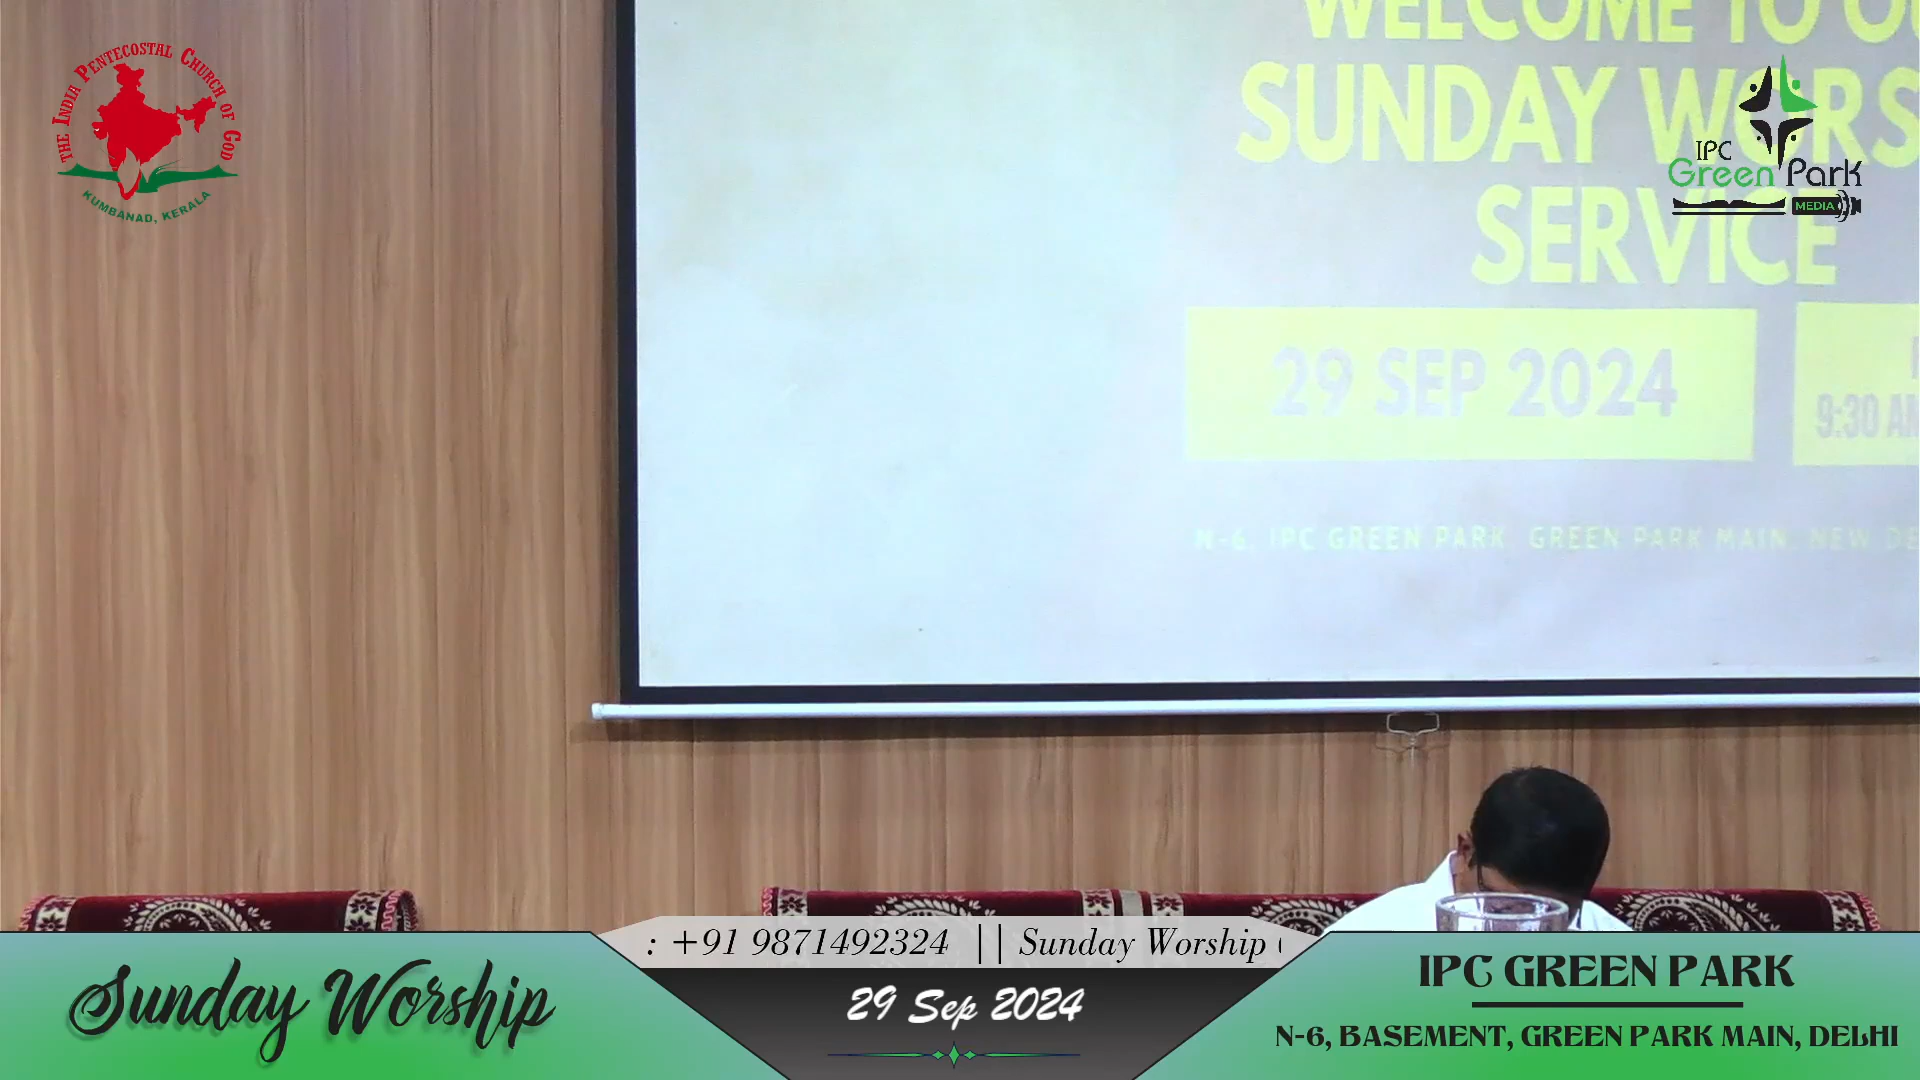 THE INDIA PENTECOSTAL CHURCH OF GOD
KUMBANAD, KERALA
WELCOME TO
SUNDAY
SERVICE
29 SEP 2024
9:30 AM
N-6, IPC GREEN PARK, GREEN PARK MAIN, NEW
IPC
Green Park
MEDIA
: +91 9871492324 || Sunday Worship
Sunday Worship
29 Sep 2024
IPC GREEN PARK
N-6, BASEMENT, GREEN PARK MAIN, DELHI